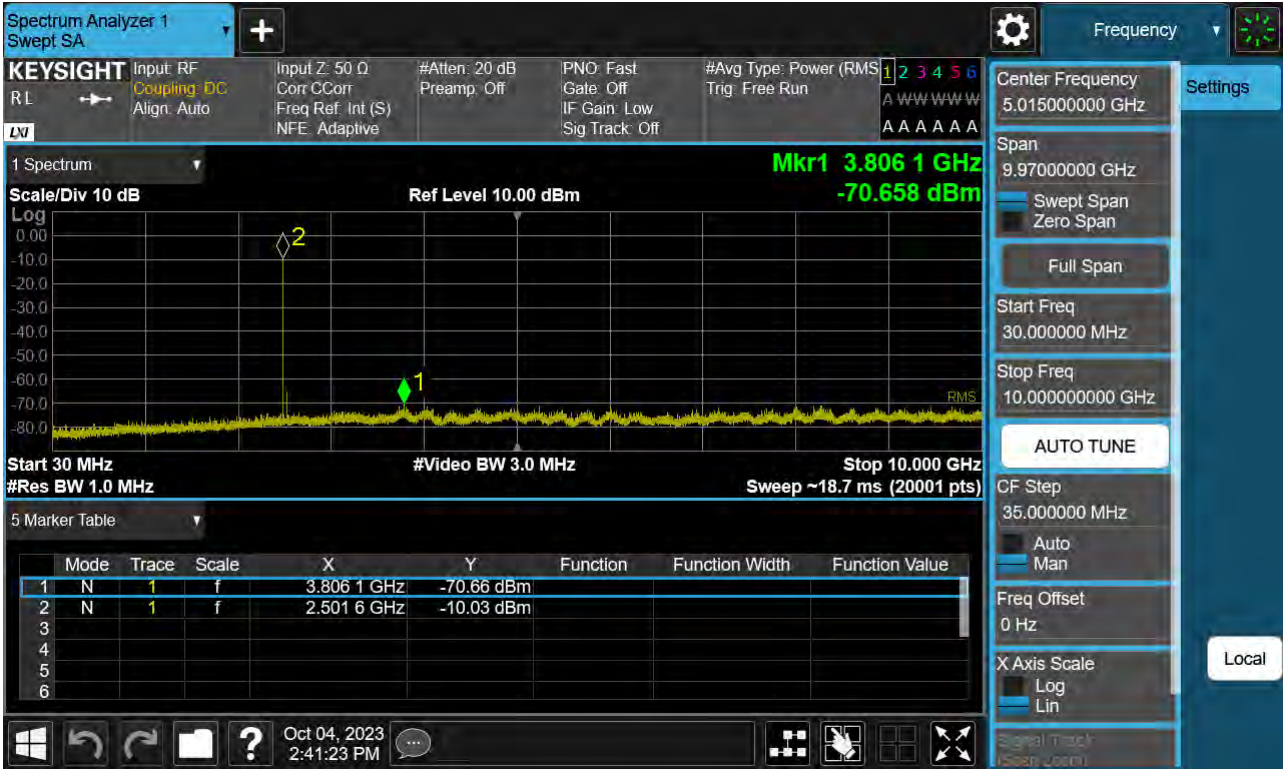 Spectrum Analyzer 1
Swept SA
Frequency
KEYSIGHT
R L
LXI
Input: RF
Coupling: DC
Align: Auto
Input Z: 50 Ω
Corr CCorr
Freq Ref: Int (S)
NFE: Adaptive
#Atten: 20 dB
Preamp: Off
PNO: Fast
Gate: Off
IF Gain: Low
Sig Track: Off
#Avg Type: Power (RMS
Trig: Free Run
1 2 3 4 5 6
A W W W W W
A A A A A A
1 Spectrum
Scale/Div 10 dB
Ref Level 10.00 dBm
Mkr1 3.806 1 GHz
-70.658 dBm
Log
0.00
-10.0
-20.0
-30.0
-40.0
-50.0
-60.0
-70.0
-80.0
2
1
RMS
Start 30 MHz
#Video BW 3.0 MHz
Stop 10.000 GHz
#Res BW 1.0 MHz
Sweep ~18.7 ms (20001 pts)
5 Marker Table
Mode Trace Scale X Y Function Function Width Function Value
1 N 1 f 3.806 1 GHz -70.66 dBm
2 N 1 f 2.501 6 GHz -10.03 dBm
3
4
5
6
Oct 04, 2023
2:41:23 PM
Center Frequency
5.015000000 GHz
Settings
Span
9.97000000 GHz
Swept Span
Zero Span
Full Span
Start Freq
30.000000 MHz
Stop Freq
10.000000000 GHz
AUTO TUNE
CF Step
35.000000 MHz
Auto
Man
Freq Offset
0 Hz
X Axis Scale
Log
Lin
Local
Signal Track
(Span Zoom)